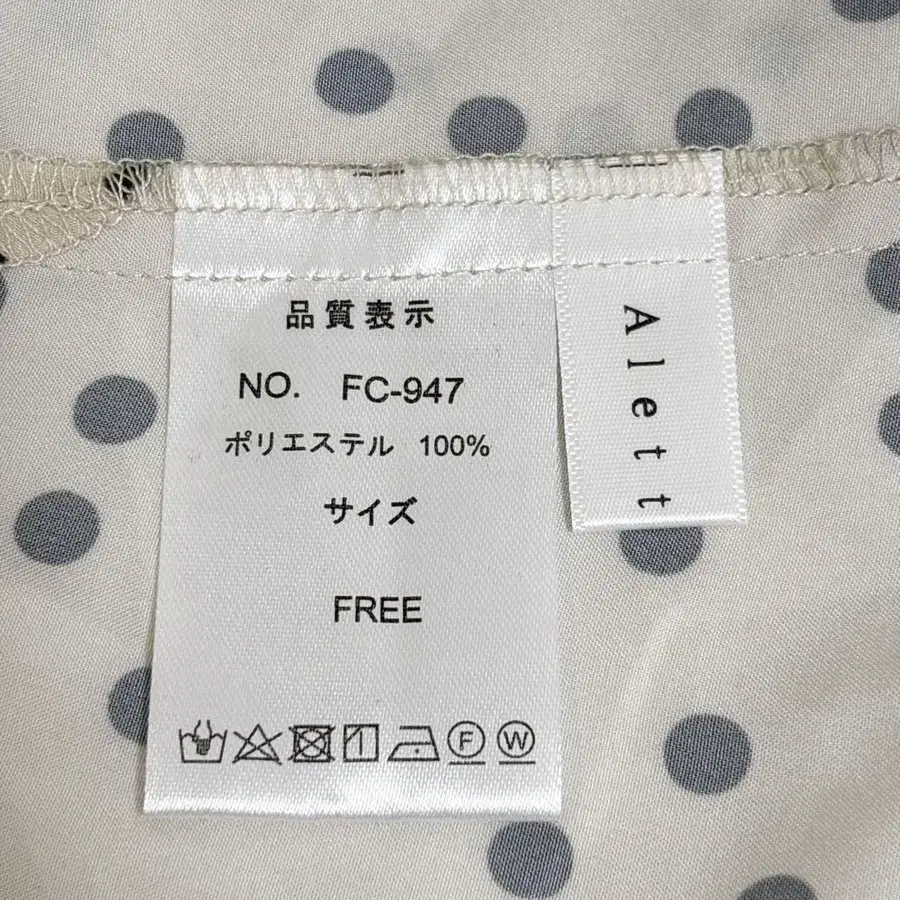 品質表示
NO. FC-947
ポリエステル 100%
サイズ
FREE
F W
Alett